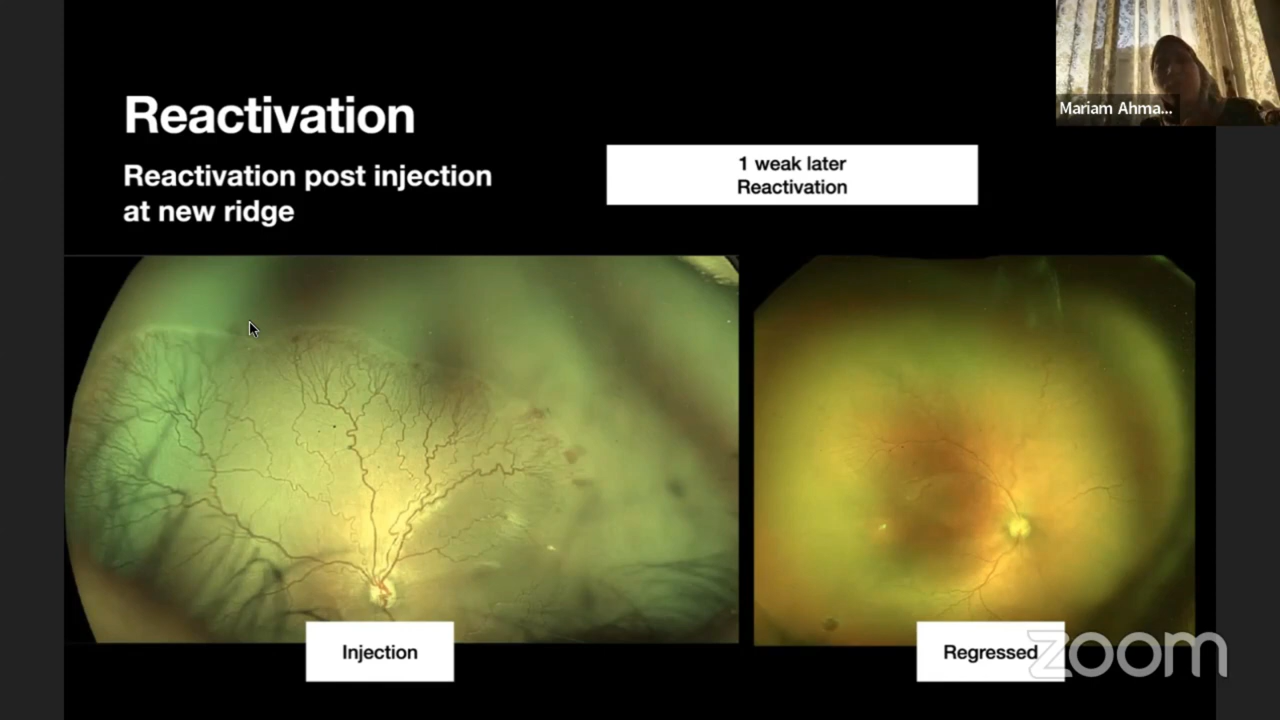 Reactivation
Reactivation post injection
at new ridge
1 weak later
Reactivation
Mariam Ahma...
Injection
Regressed
zoom